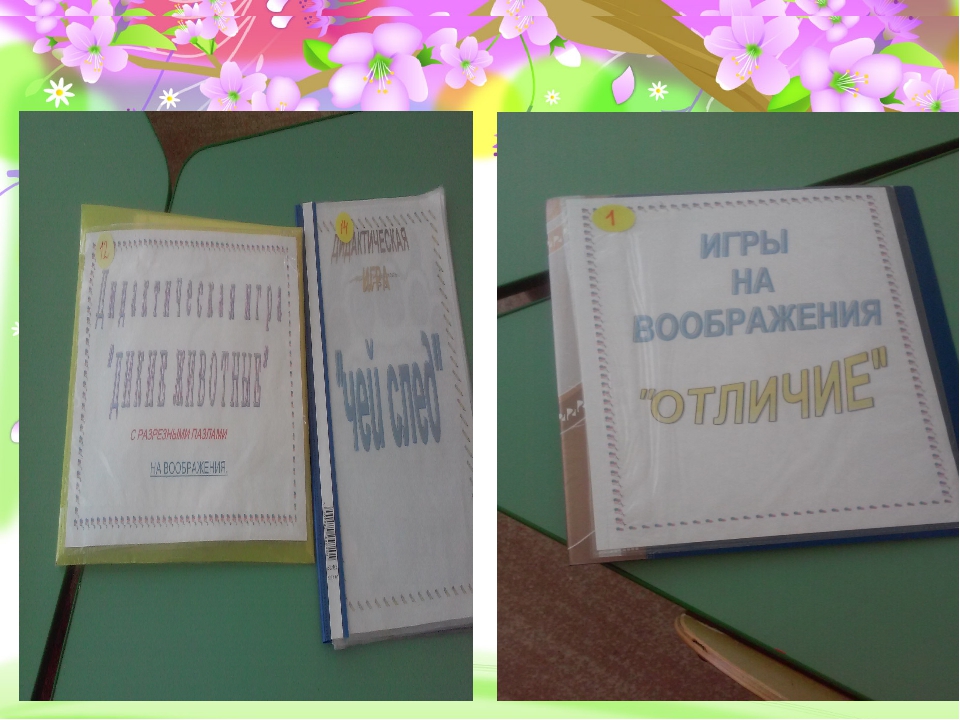 12
Дидактическая игра
"ДИКИЕ ЖИВОТНЫЕ"
С РАЗРЕЗНЫМИ ПАЗЛАМИ
НА ВООБРАЖЕНИЯ.
14
ДИДАКТИЧЕСКАЯ
ИГРА
"чей след"
1
ИГРЫ
НА
ВООБРАЖЕНИЯ
"ОТЛИЧИЕ"